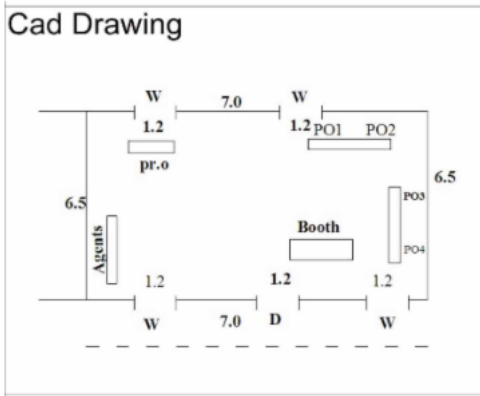 Cad Drawing
W 7.0 W
1.2 1.2 PO1 PO2
pr.o
6.5
6.5 PO3
Agents Booth PO4
1.2 1.2 1.2
W 7.0 D W